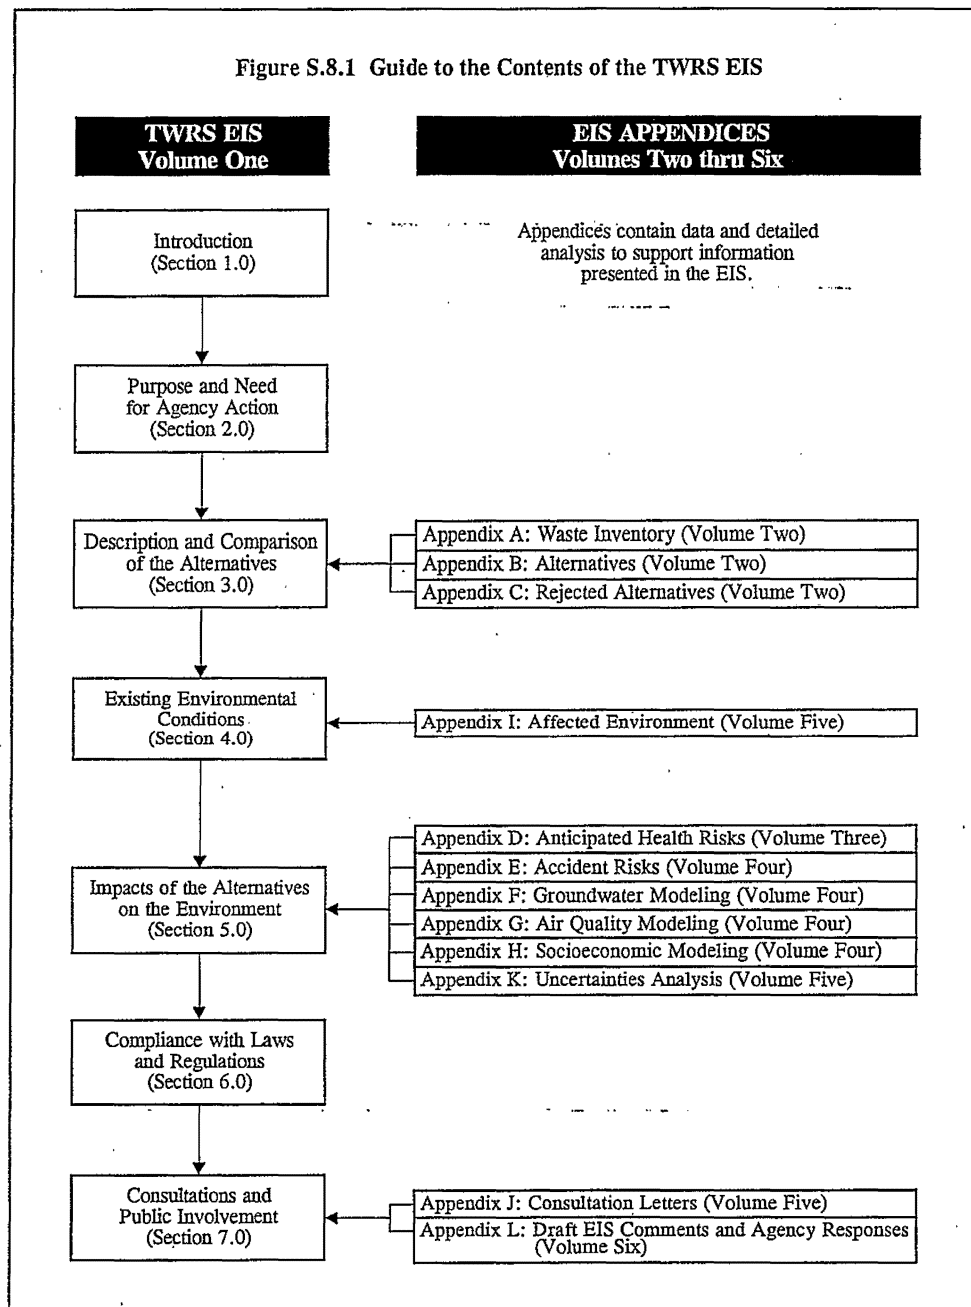 Figure S.8.1 Guide to the Contents of the TWRS EIS
TWRS EIS
Volume One
EIS APPENDICES
Volumes Two thru Six
Introduction
(Section 1.0)
Appendices contain data and detailed
analysis to support information
presented in the EIS.
Purpose and Need
for Agency Action
(Section 2.0)
Description and Comparison
of the Alternatives
(Section 3.0)
Appendix A: Waste Inventory (Volume Two)
Appendix B: Alternatives (Volume Two)
Appendix C: Rejected Alternatives (Volume Two)
Existing Environmental
Conditions
(Section 4.0)
Appendix I: Affected Environment (Volume Five)
Impacts of the Alternatives
on the Environment
(Section 5.0)
Appendix D: Anticipated Health Risks (Volume Three)
Appendix E: Accident Risks (Volume Four)
Appendix F: Groundwater Modeling (Volume Four)
Appendix G: Air Quality Modeling (Volume Four)
Appendix H: Socioeconomic Modeling (Volume Four)
Appendix K: Uncertainties Analysis (Volume Five)
Compliance with Laws
and Regulations
(Section 6.0)
Consultations and
Public Involvement
(Section 7.0)
Appendix J: Consultation Letters (Volume Five)
Appendix L: Draft EIS Comments and Agency Responses
(Volume Six)